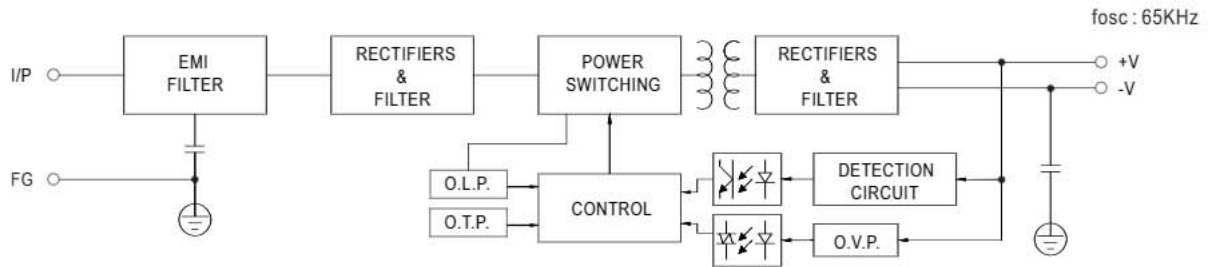 fosc : 65KHz
I/P
EMI
FILTER
RECTIFIERS
&
FILTER
POWER
SWITCHING
RECTIFIERS
&
FILTER
+V
-V
FG
O.L.P.
O.T.P.
CONTROL
DETECTION
CIRCUIT
O.V.P.